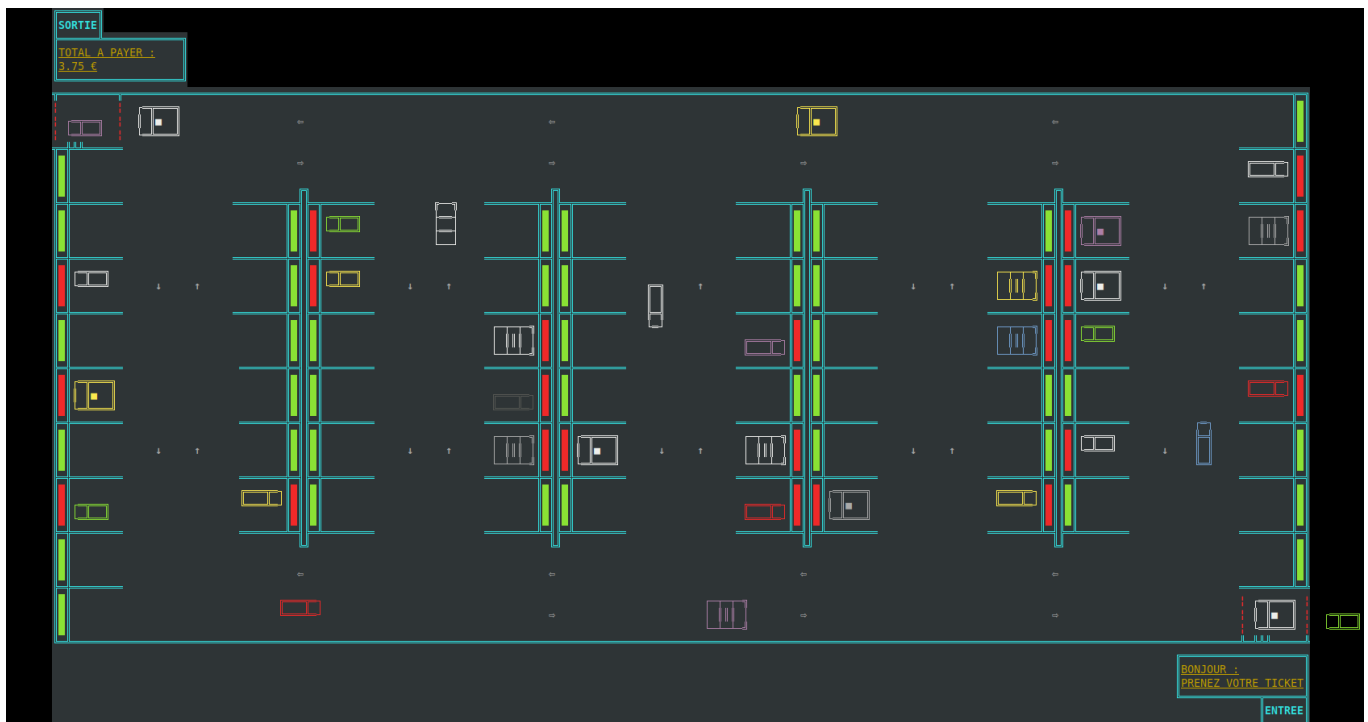 SORTIE
TOTAL A PAYER :
3.75 €
BONJOUR :
PRENEZ VOTRE TICKET
ENTREE